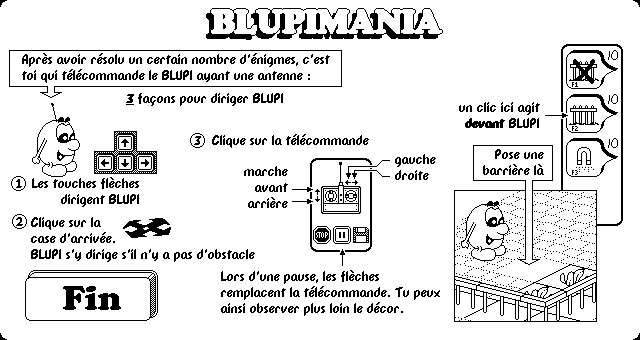 BLUPIMANIA
Après avoir résolu un certain nombre d'énigmes, c'est
toi qui télécommande le BLUPI ayant une antenne :
3 façons pour diriger BLUPI
1 Les touches flèches
dirigent BLUPI
2 Clique sur la
case d'arrivée.
BLUPI s'y dirige s'il n'y a pas d'obstacle
Fin
3 Clique sur la télécommande
marche
avant
arrière
gauche
droite
STOP
Lors d'une pause, les flèches
remplacent la télécommande. Tu peux
ainsi observer plus loin le décor.
un clic ici agit
devant BLUPI
10
F1
10
F2
10
F3
Pose une
barrière là